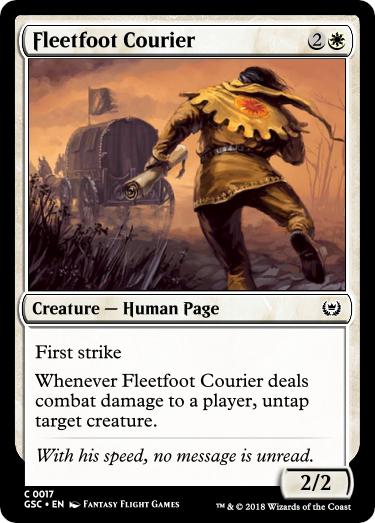 Fleetfoot Courier 2
Creature — Human Page
First strike
Whenever Fleetfoot Courier deals
combat damage to a player, untap
target creature.
With his speed, no message is unread.
2/2
C 0017
GSC • EN Fantasy Flight Games
™ & © 2018 Wizards of the Coast